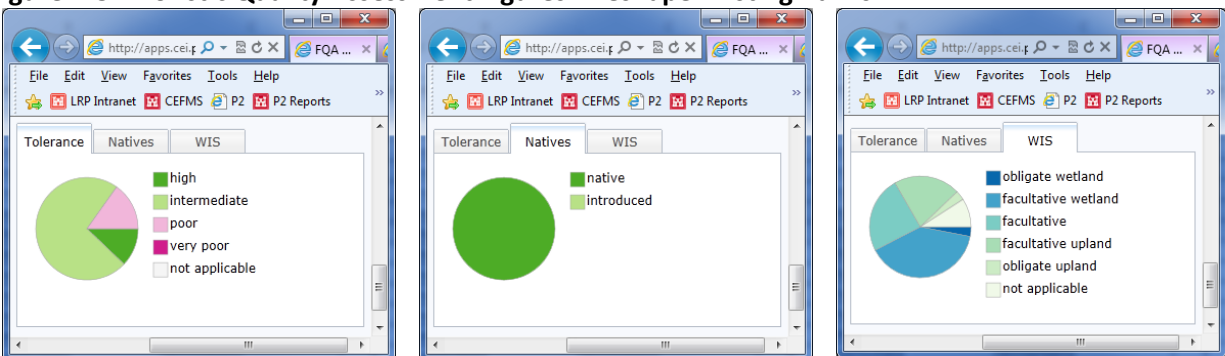 http://apps.cei.p
FQA ...
File Edit View Favorites Tools Help
LRP Intranet CEFMS P2 P2 Reports
Tolerance Natives WIS
high
intermediate
poor
very poor
not applicable
http://apps.cei.p
FQA ...
File Edit View Favorites Tools Help
LRP Intranet CEFMS P2 P2 Reports
Tolerance Natives WIS
native
introduced
http://apps.cei.p
FQA ...
File Edit View Favorites Tools Help
LRP Intranet CEFMS P2 P2 Reports
Tolerance Natives WIS
obligate wetland
facultative wetland
facultative
facultative upland
obligate upland
not applicable